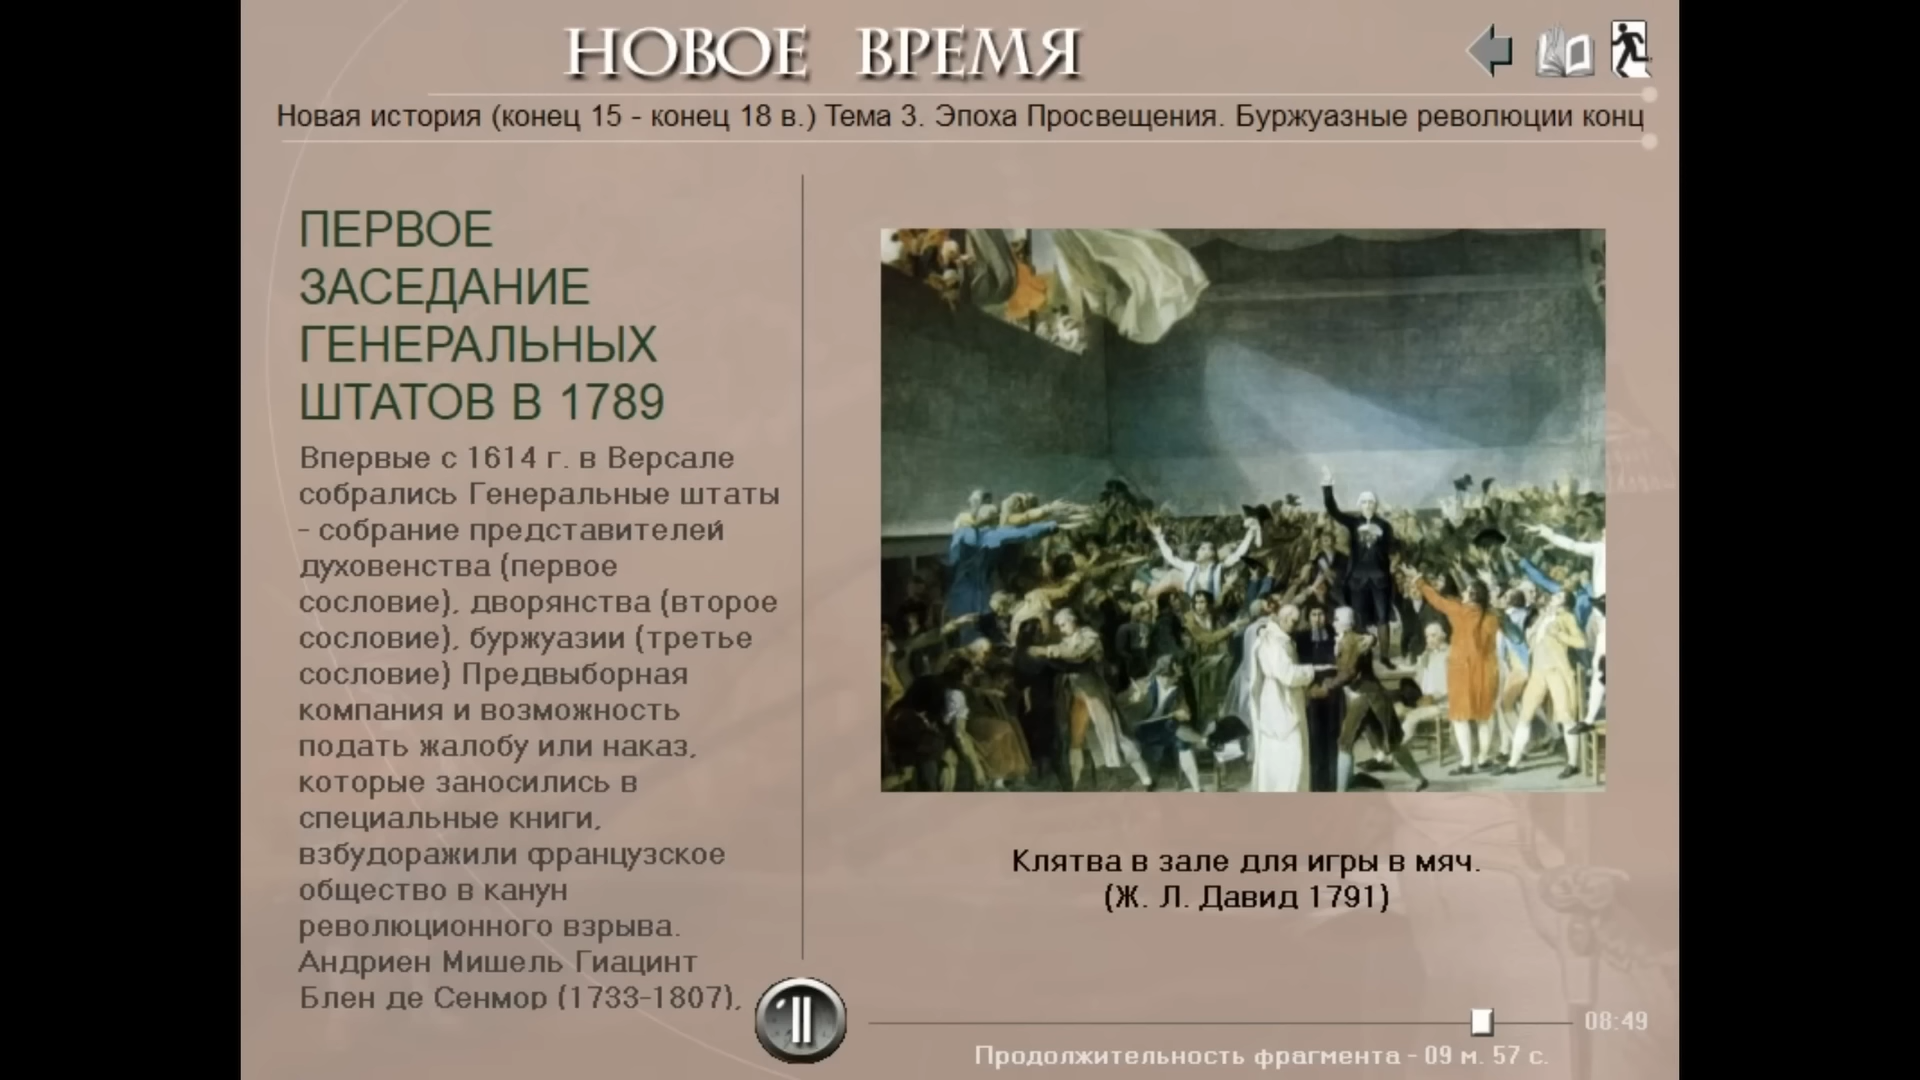 НОВОЕ ВРЕМЯ
Новая история (конец 15 - конец 18 в.) Тема 3. Эпоха Просвещения. Буржуазные революции конц
ПЕРВОЕ
ЗАСЕДАНИЕ
ГЕНЕРАЛЬНЫХ
ШТАТОВ В 1789
Впервые с 1614 г. в Версале
собрались Генеральные штаты
- собрание представителей
духовенства (первое
сословие), дворянства (второе
сословие), буржуазии (третье
сословие) Предвыборная
компания и возможность
подать жалобу или наказ,
которые заносились в
специальные книги,
взбудоражили французское
общество в канун
революционного взрыва.
Андриен Мишель Гиацинт
Блен де Сенмор (1733-1807),
Клятва в зале для игры в мяч.
(Ж. Л. Давид 1791)
08:49
Продолжительность фрагмента - 09 м. 57 с.